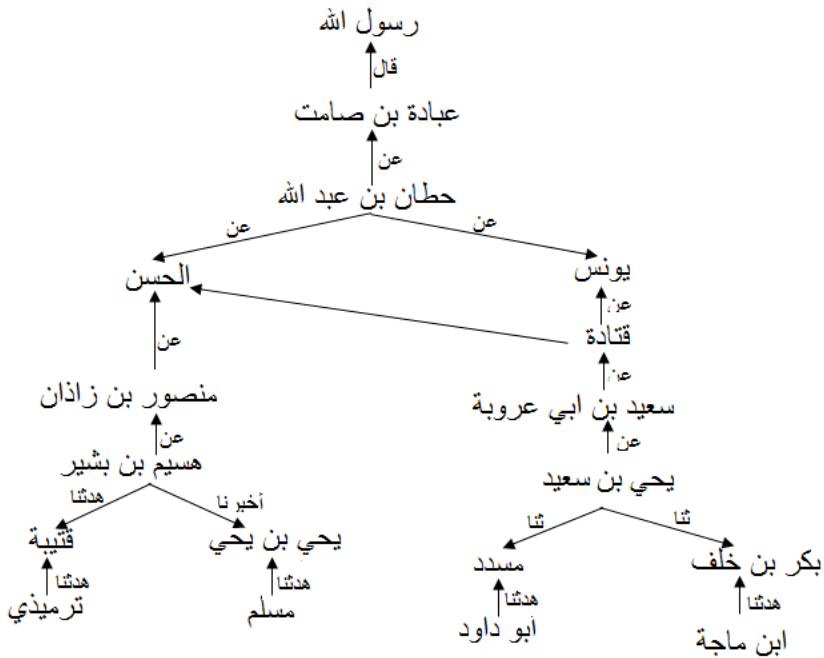 رسول الله
قال
عبادة بن صامت
عن
حطان بن عبد الله
عن
عن
الحسن
يونس
عن
قتادة
عن
عن
منصور بن زاذان
سعيد بن ابي عروبة
عن
عن
هسيم بن بشير
يحي بن سعيد
هدثنا
أخبر نا
ثنا
ثنا
قتيبة
يحي بن يحي
مسدد
بكر بن خلف
هدثنا
هدثنا
هدثنا
هدثنا
ترميذي
مسلم
أبو داود
ابن ماجة